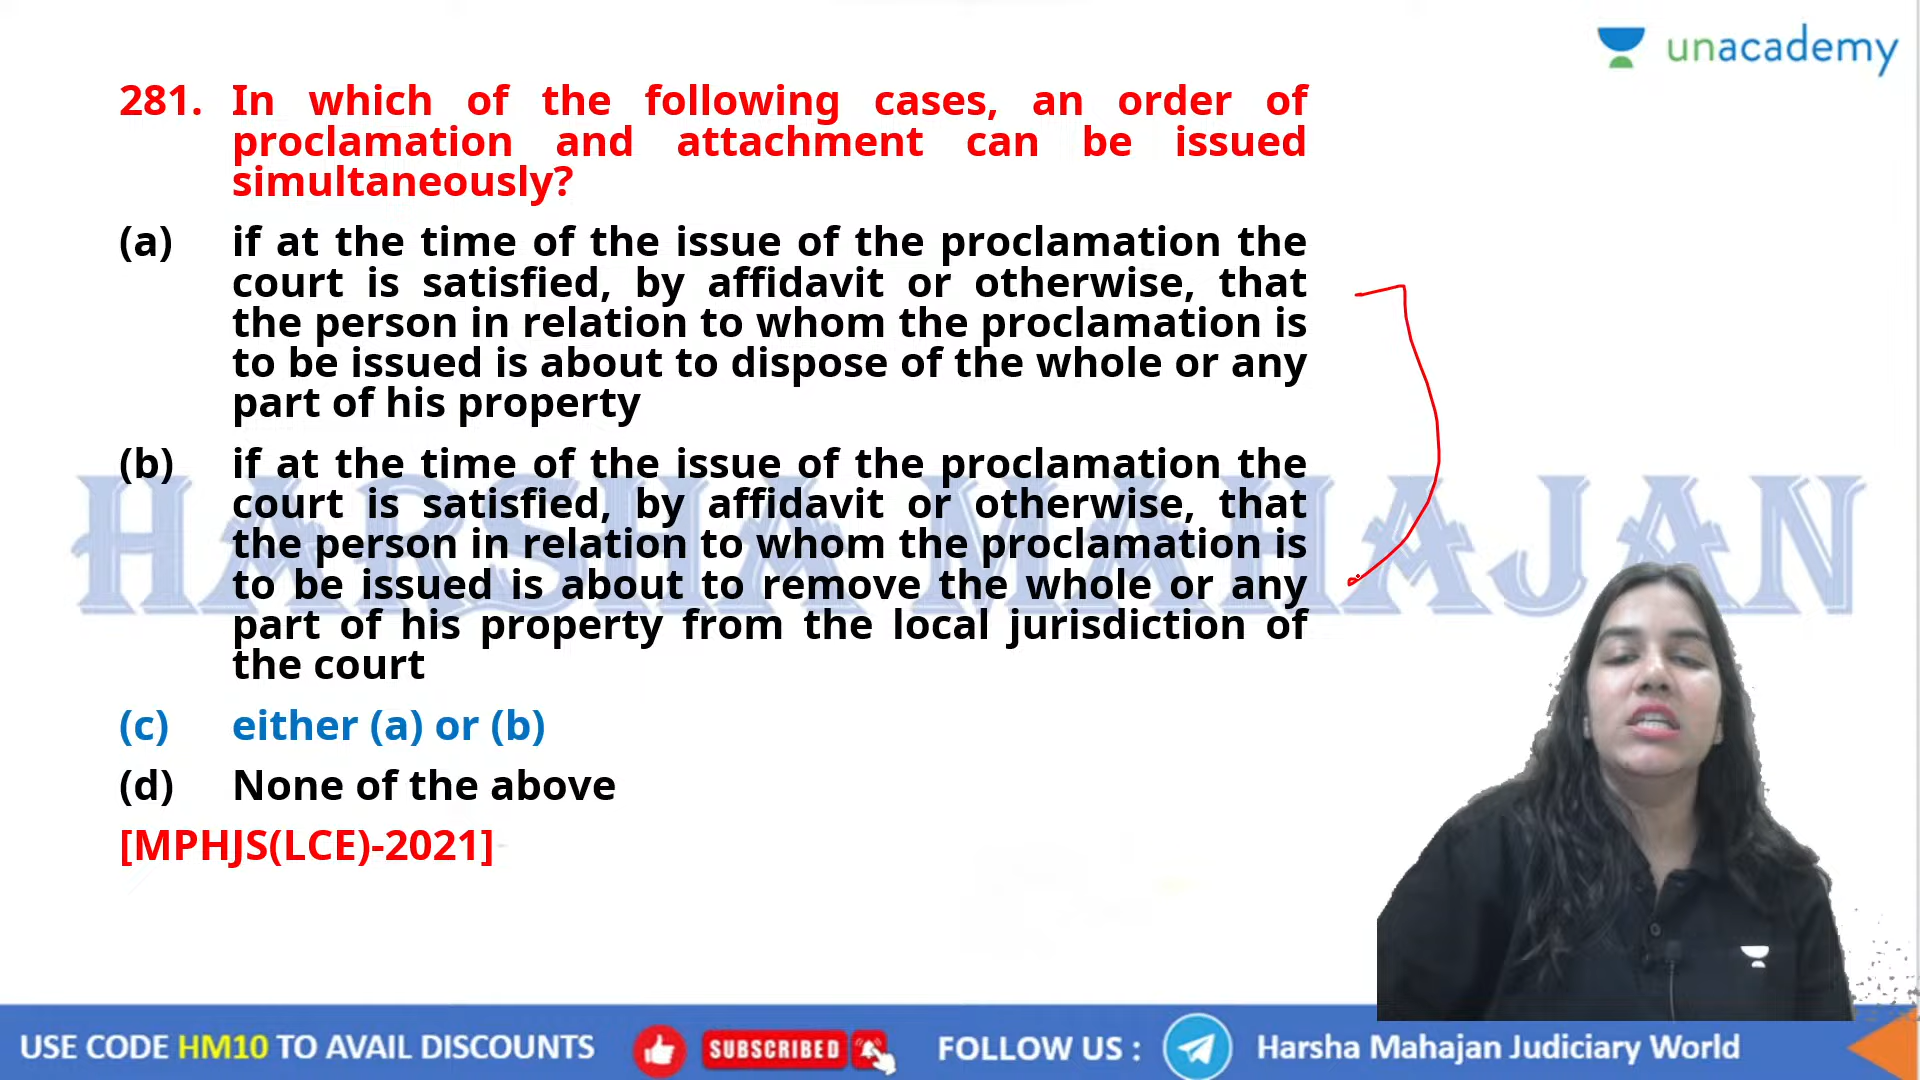 unacademy
281. In which of the following cases, an order of
proclamation and attachment can be issued
simultaneously?
(a) if at the time of the issue of the proclamation the
court is satisfied, by affidavit or otherwise, that
the person in relation to whom the proclamation is
to be issued is about to dispose of the whole or any
part of his property
(b) if at the time of the issue of the proclamation the
court is satisfied, by affidavit or otherwise, that
the person in relation to whom the proclamation is
to be issued is about to remove the whole or any
part of his property from the local jurisdiction of
the court
(c) either (a) or (b)
(d) None of the above
[MPHJS(LCE)-2021]
HARSHA MAHAJAN
USE CODE HM10 TO AVAIL DISCOUNTS
SUBSCRIBED
FOLLOW US :
Harsha Mahajan Judiciary World